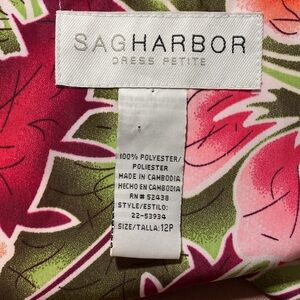 SAGHARBOR
DRESS PETITE
100% POLYESTER/
POLIESTER
MADE IN CAMBODIA
HECHO EN CAMBODIA
RN# 52438
STYLE/ESTILO:
22-53934
SIZE/TALLA: 12P